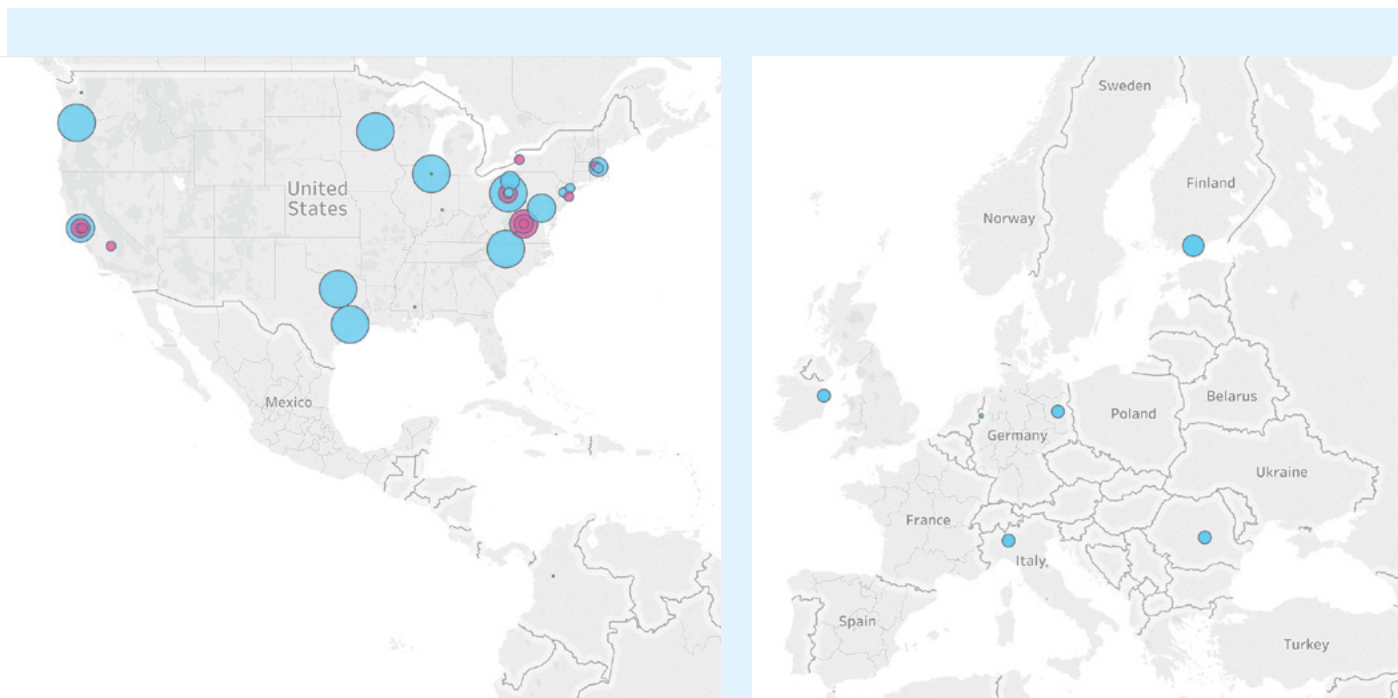 United
States
Mexico
Sweden
Finland
Norway
Belarus
Poland
Germany
Ukraine
France
Italy
Spain
Turkey